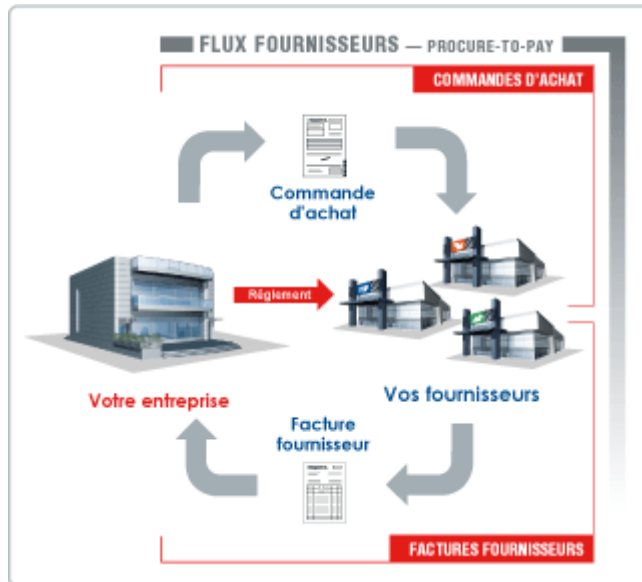 FLUX FOURNISSEURS — PROCURE-TO-PAY
COMMANDES D'ACHAT
Commande
d'achat
Règlement
Votre entreprise
Vos fournisseurs
Facture
fournisseur
FACTURES FOURNISSEURS